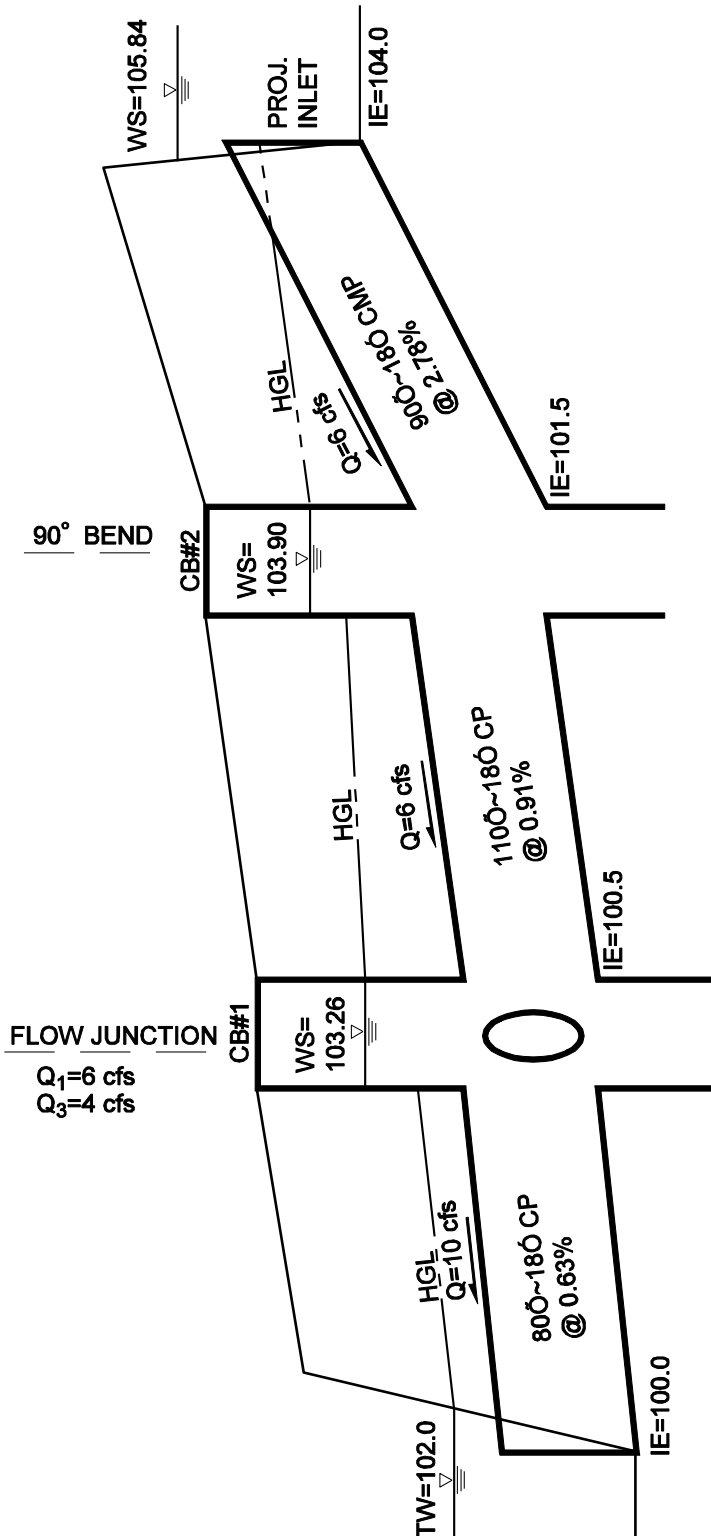 WS=105.84
PROJ.
INLET
IE=104.0
90Õ~18Ó CMP
@ 2.78%
HGL
Q=6 cfs
IE=101.5
90° BEND
CB#2
WS=
103.90
HGL
Q=6 cfs
110Õ~18Ó CP
@ 0.91%
IE=100.5
FLOW JUNCTION
Q1=6 cfs
Q3=4 cfs
CB#1
WS=
103.26
HGL
Q=10 cfs
80Õ~18Ó CP
@ 0.63%
TW=102.0
IE=100.0